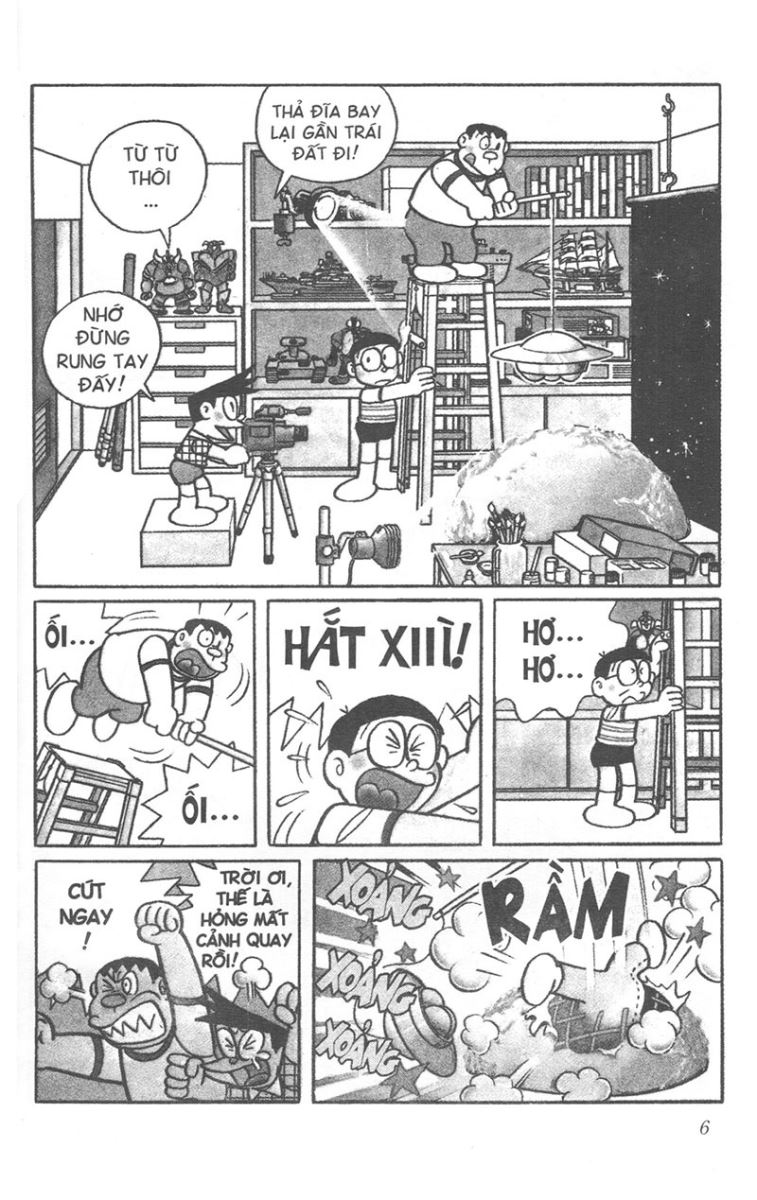 THẢ ĐĨA BAY
LẠI GẦN TRÁI
ĐẤT ĐI!
TỪ TỪ
THÔI
...
NHỚ
ĐỪNG
RUNG TAY
ĐẤY!
HƠ...
HƠ...
HẮT XIIÌ!
ỐI...
ỐI...
RẦM
XOẢNG
XOẢNG
XOẢNG
TRỜI ƠI,
THẾ LÀ
HỎNG MẤT
CẢNH QUAY
RỒI!
CÚT
NGAY
!
6